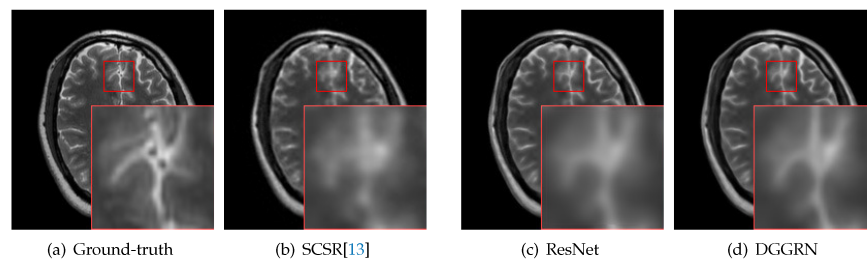 (a) Ground-truth
(b) SCSR[13]
(c) ResNet
(d) DGGRN